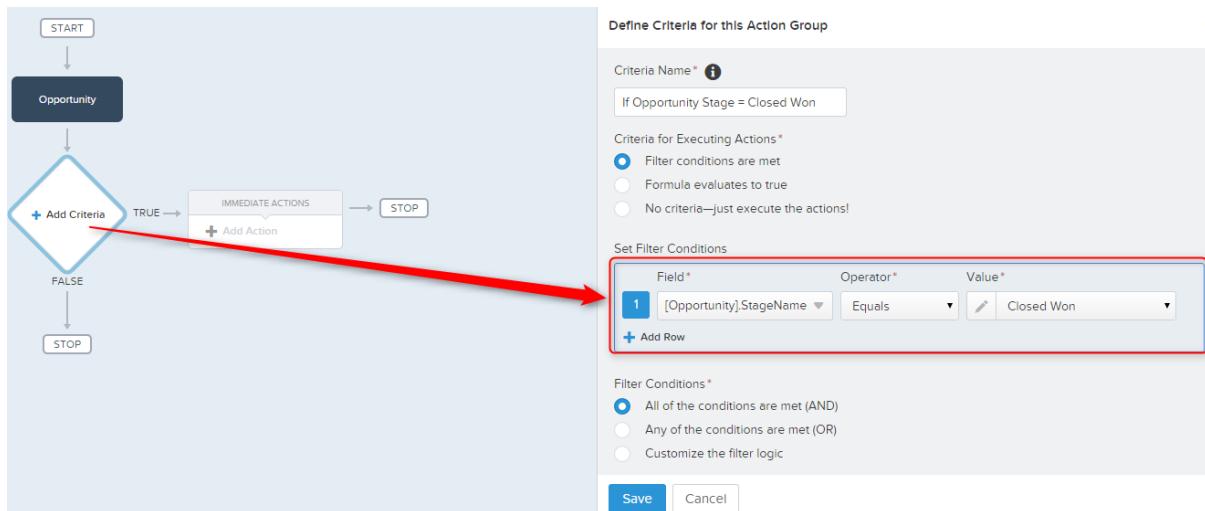 START
Opportunity
+ Add Criteria
TRUE
IMMEDIATE ACTIONS
+ Add Action
STOP
FALSE
STOP
Define Criteria for this Action Group
Criteria Name* i
If Opportunity Stage = Closed Won
Criteria for Executing Actions*
Filter conditions are met
Formula evaluates to true
No criteria—just execute the actions!
Set Filter Conditions
Field* Operator* Value*
1 [Opportunity].StageName Equals Closed Won
+ Add Row
Filter Conditions*
All of the conditions are met (AND)
Any of the conditions are met (OR)
Customize the filter logic
Save Cancel